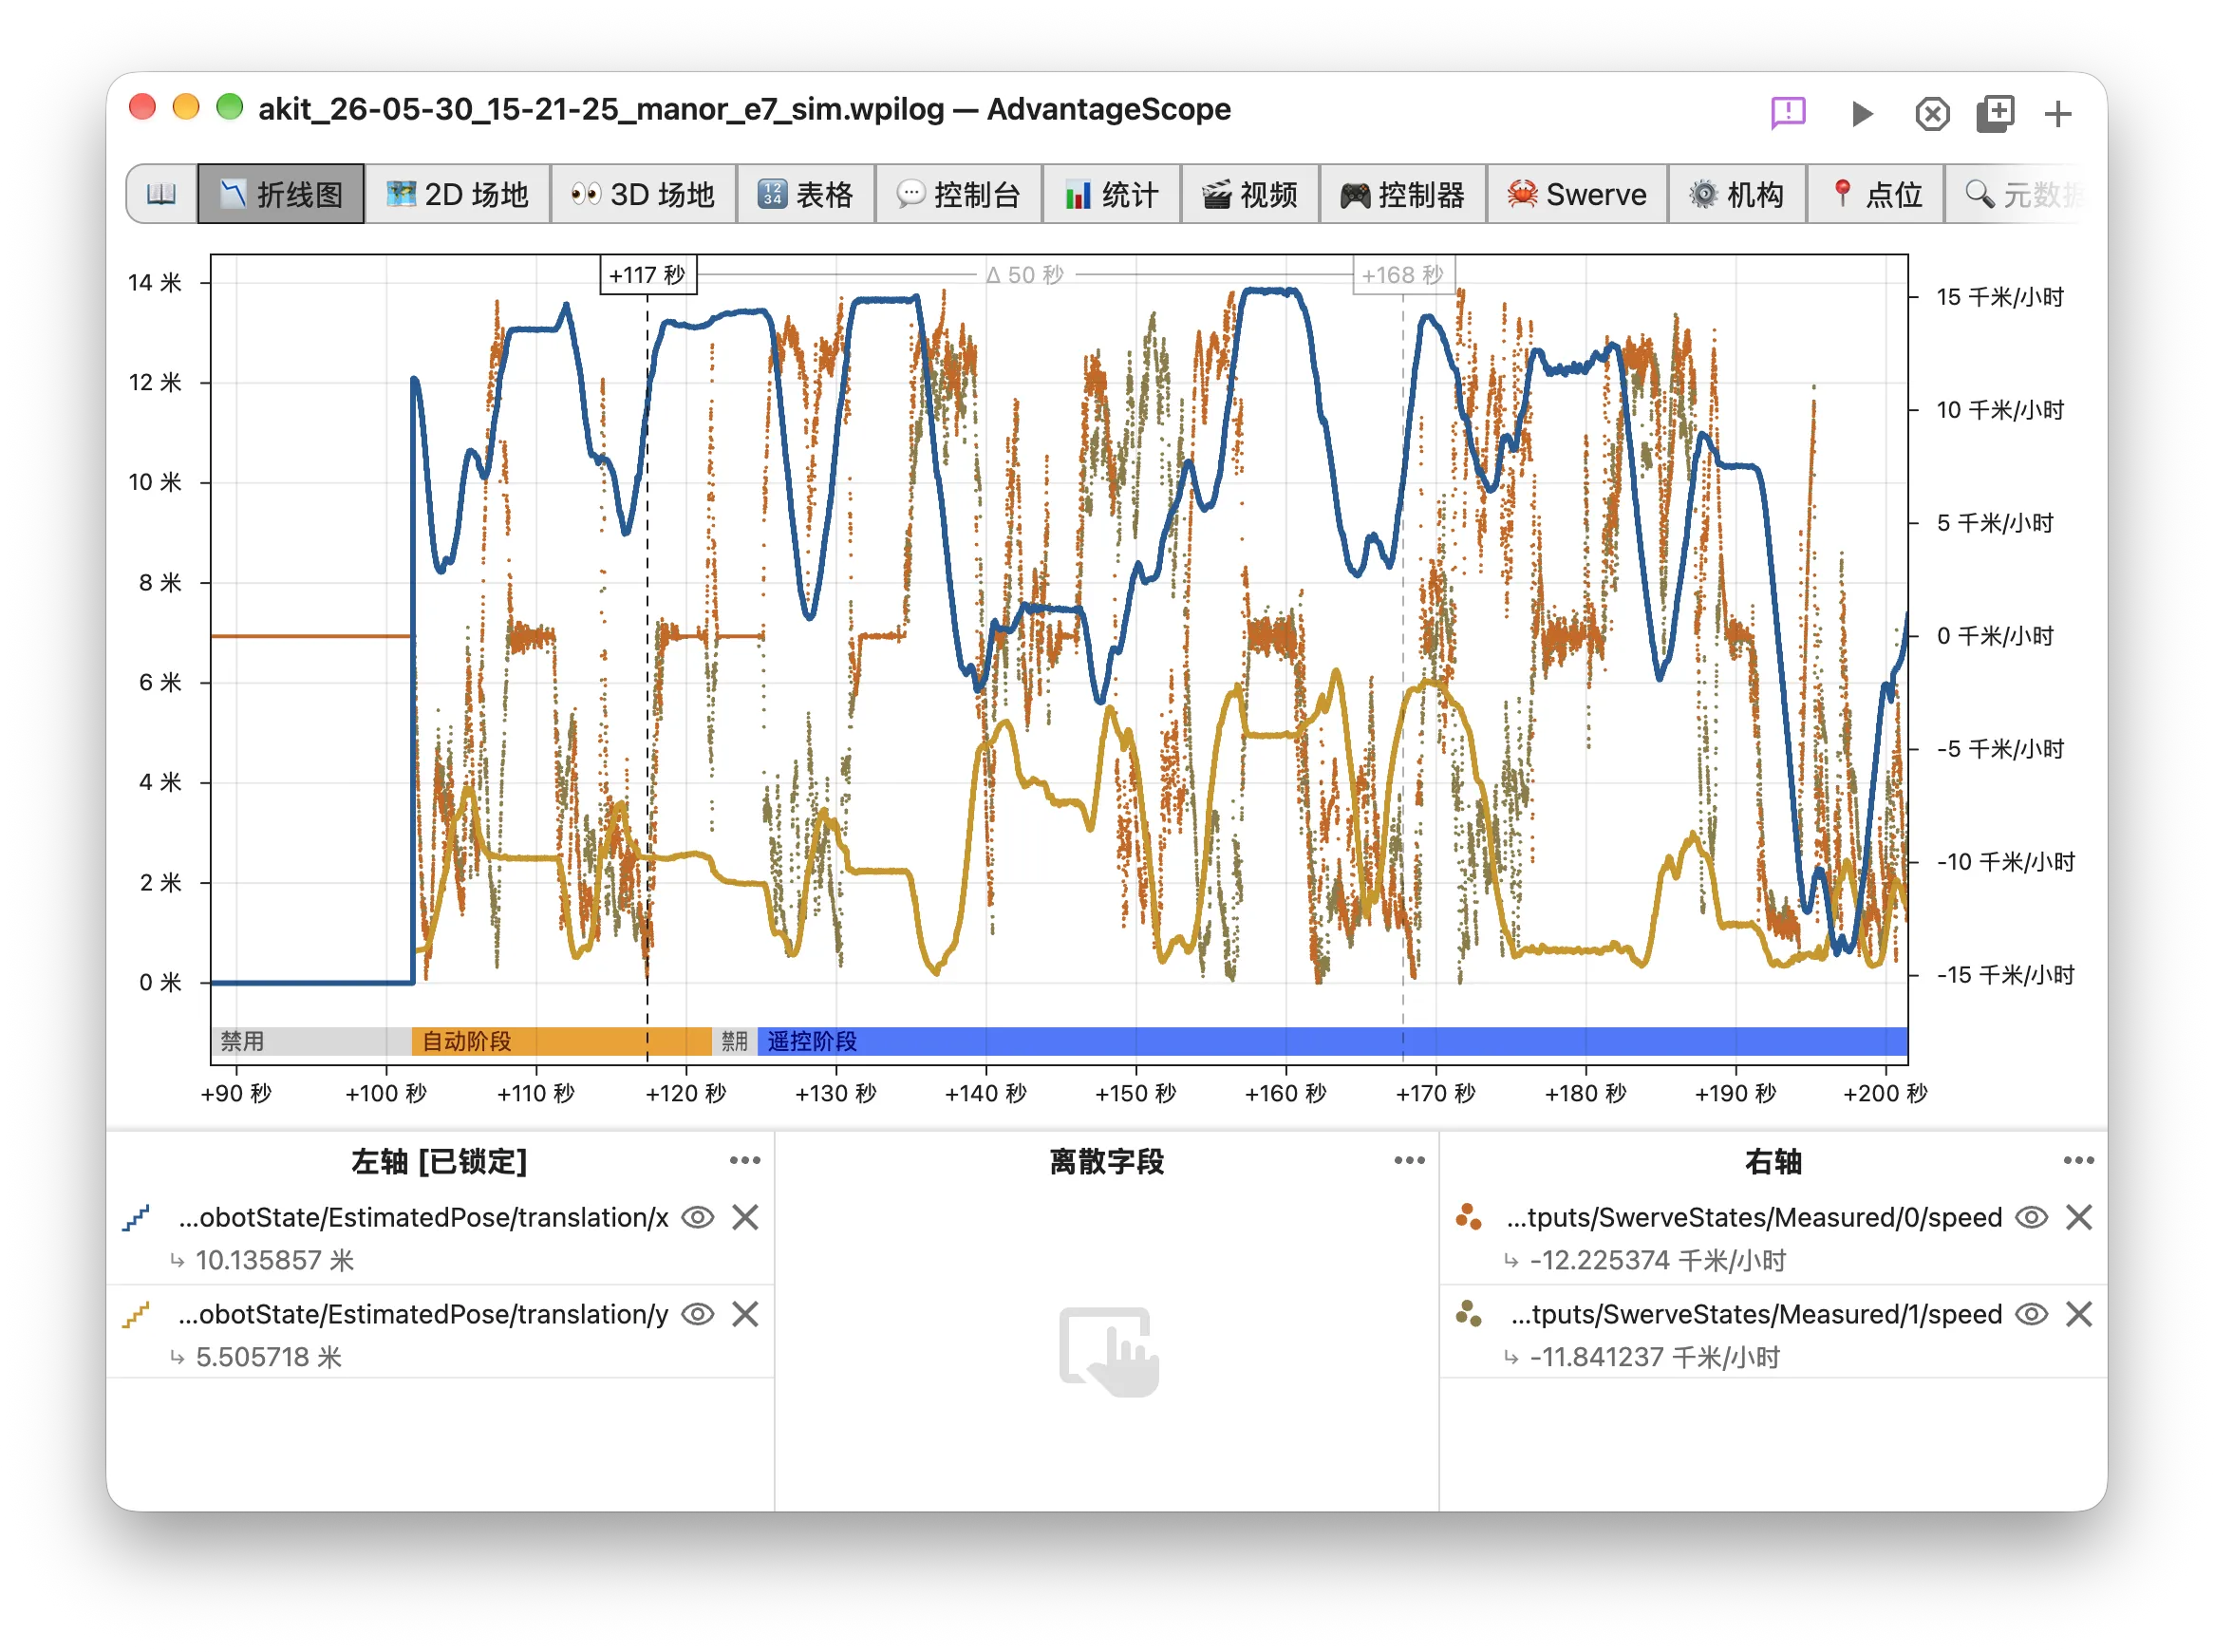 akit_26-05-30_15-21-25_manor_e7_sim.wpilog — AdvantageScope
折线图
2D 场地
3D 场地
表格
控制台
统计
视频
控制器
Swerve
机构
点位
元数据
+117 秒
Δ 50 秒
+168 秒
14 米
12 米
10 米
8 米
6 米
4 米
2 米
0 米
15 千米/小时
10 千米/小时
5 千米/小时
0 千米/小时
-5 千米/小时
-10 千米/小时
-15 千米/小时
禁用
自动阶段
禁用
遥控阶段
+90 秒
+100 秒
+110 秒
+120 秒
+130 秒
+140 秒
+150 秒
+160 秒
+170 秒
+180 秒
+190 秒
+200 秒
左轴 [已锁定]
...obotState/EstimatedPose/translation/x
↳ 10.135857 米
...obotState/EstimatedPose/translation/y
↳ 5.505718 米
离散字段
右轴
...tputs/SwerveStates/Measured/0/speed
↳ -12.225374 千米/小时
...tputs/SwerveStates/Measured/1/speed
↳ -11.841237 千米/小时